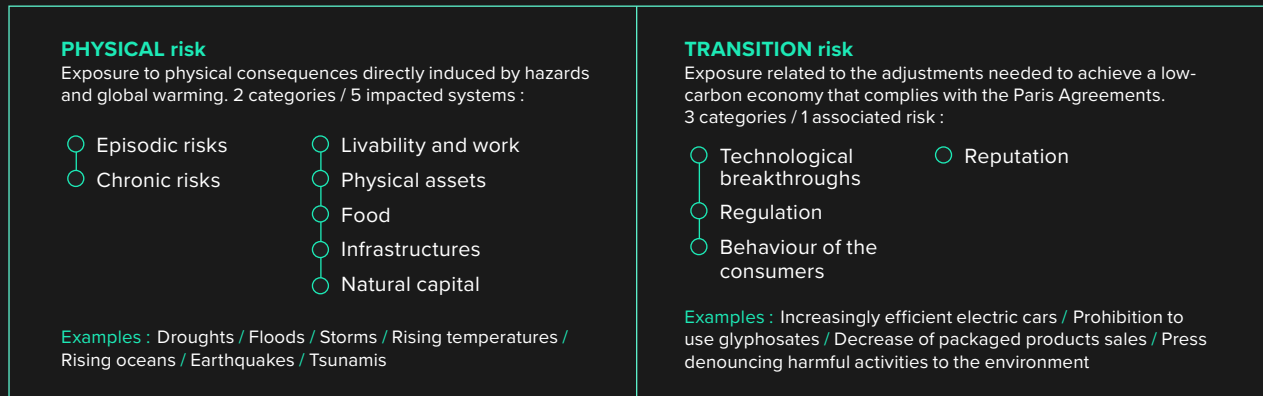 PHYSICAL risk
Exposure to physical consequences directly induced by hazards
and global warming. 2 categories / 5 impacted systems :
Episodic risks
Chronic risks
Livability and work
Physical assets
Food
Infrastructures
Natural capital
Examples : Droughts / Floods / Storms / Rising temperatures /
Rising oceans / Earthquakes / Tsunamis
TRANSITION risk
Exposure related to the adjustments needed to achieve a low-
carbon economy that complies with the Paris Agreements.
3 categories / 1 associated risk :
Technological
breakthroughs
Regulation
Behaviour of the
consumers
Reputation
Examples : Increasingly efficient electric cars / Prohibition to
use glyphosates / Decrease of packaged products sales / Press
denouncing harmful activities to the environment